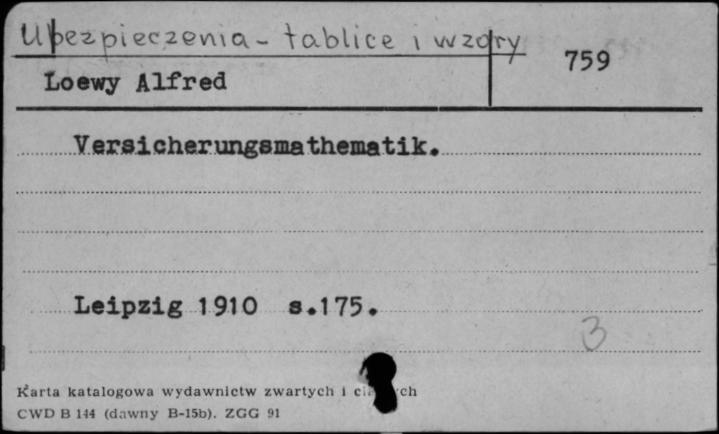 Ubezpieczenia - tablice i wzory
759
Loewy Alfred
Versicherungsmathematik.
Leipzig 1910 s.175.
3
Karta katalogowa wydawnictw zwartych i
CWD B 144 (dawny B-15b). ZGG 91